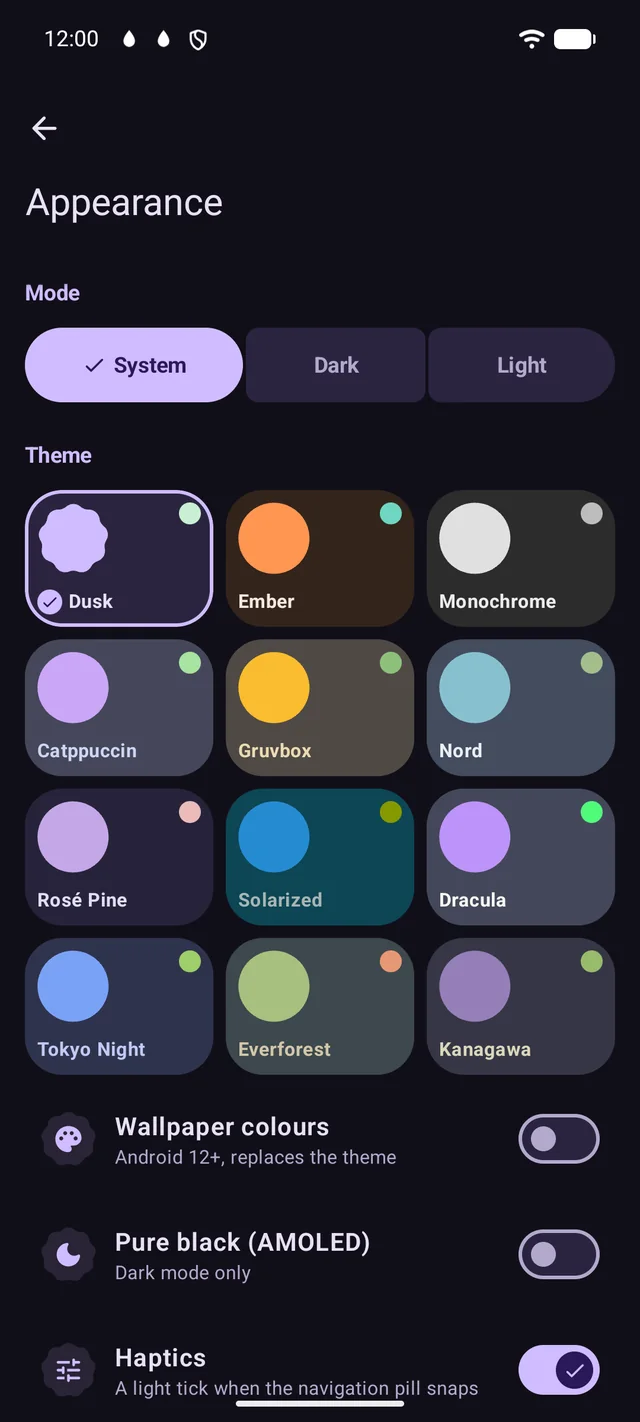 12:00
Appearance
Mode
System Dark Light
Theme
Dusk Ember Monochrome
Catppuccin Gruvbox Nord
Rosé Pine Solarized Dracula
Tokyo Night Everforest Kanagawa
Wallpaper colours
Android 12+, replaces the theme
Pure black (AMOLED)
Dark mode only
Haptics
A light tick when the navigation pill snaps